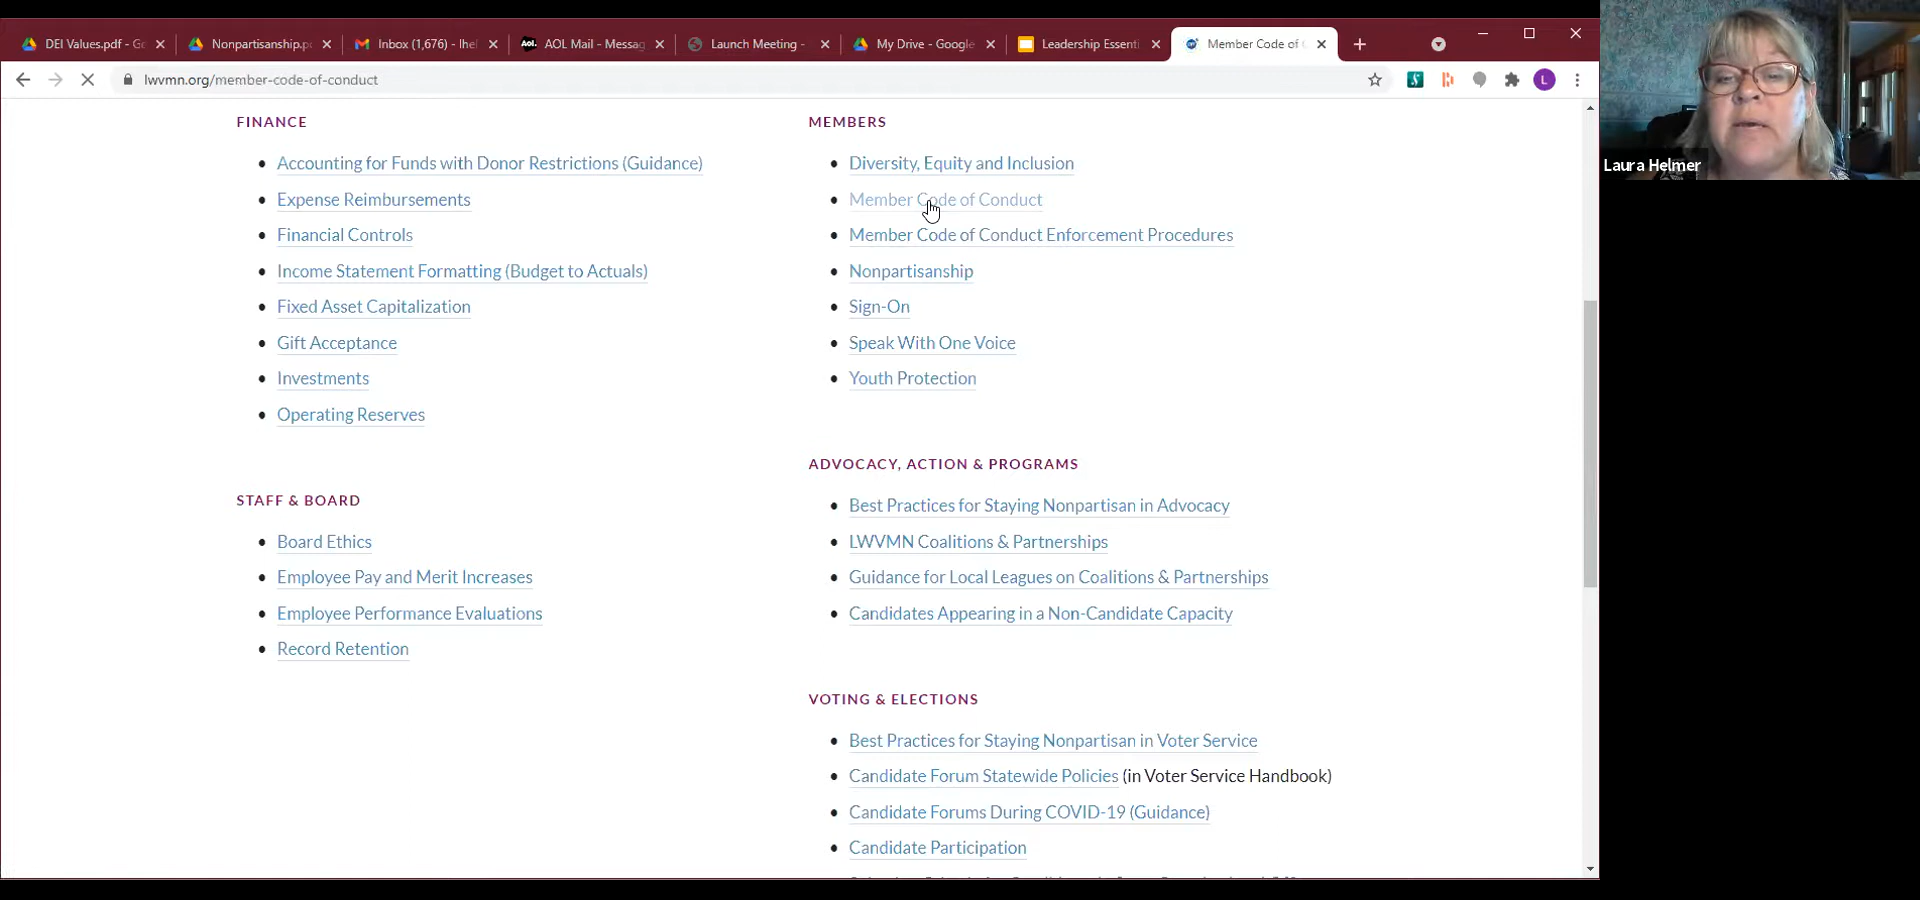 DEI Values.pdf - Go
Nonpartisanship.p
Inbox (1,676) - lhe
Aol. AOL Mail - Messag
Launch Meeting -
My Drive - Google
Leadership Essenti
Member Code of
lwvmn.org/member-code-of-conduct
L
FINANCE
Accounting for Funds with Donor Restrictions (Guidance)
Expense Reimbursements
Financial Controls
Income Statement Formatting (Budget to Actuals)
Fixed Asset Capitalization
Gift Acceptance
Investments
Operating Reserves
STAFF & BOARD
Board Ethics
Employee Pay and Merit Increases
Employee Performance Evaluations
Record Retention
MEMBERS
Diversity, Equity and Inclusion
Member Code of Conduct
Member Code of Conduct Enforcement Procedures
Nonpartisanship
Sign-On
Speak With One Voice
Youth Protection
ADVOCACY, ACTION & PROGRAMS
Best Practices for Staying Nonpartisan in Advocacy
LWVMN Coalitions & Partnerships
Guidance for Local Leagues on Coalitions & Partnerships
Candidates Appearing in a Non-Candidate Capacity
VOTING & ELECTIONS
Best Practices for Staying Nonpartisan in Voter Service
Candidate Forum Statewide Policies (in Voter Service Handbook)
Candidate Forums During COVID-19 (Guidance)
Candidate Participation
Laura Helmer